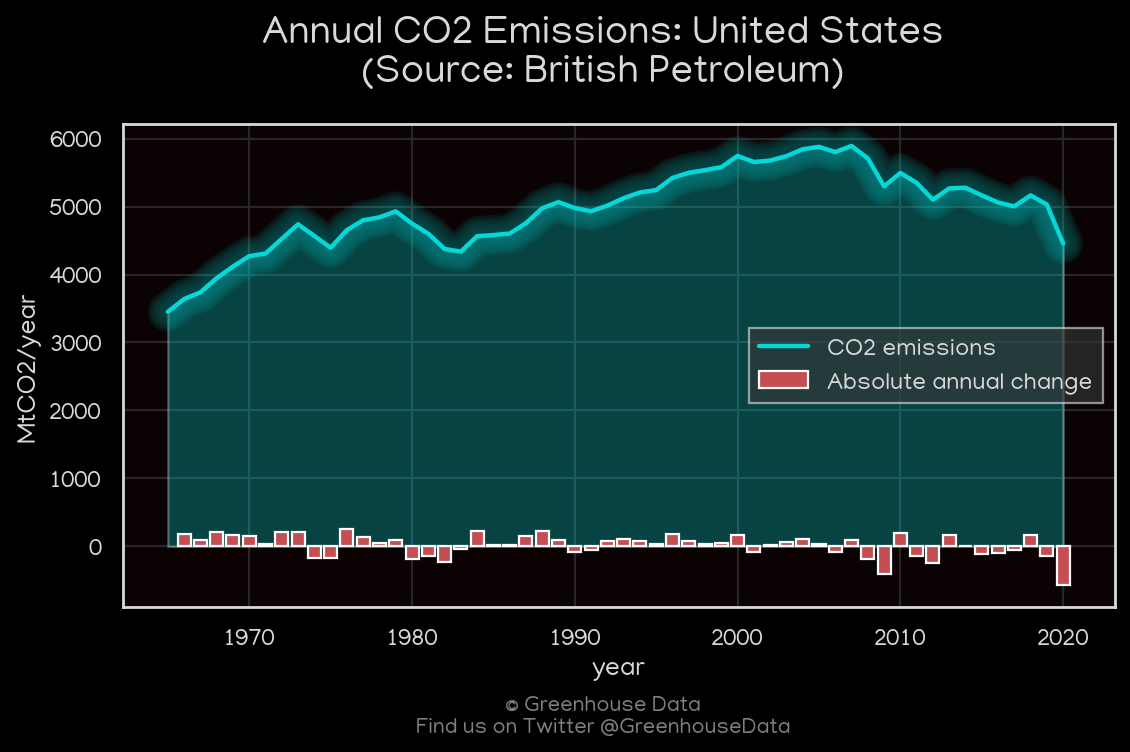 Annual CO2 Emissions: United States
(Source: British Petroleum)
6000
5000
4000
3000
2000
1000
0
MtCO2/year
CO2 emissions
Absolute annual change
1970 1980 1990 2000 2010 2020
year
© Greenhouse Data
Find us on Twitter @GreenhouseData